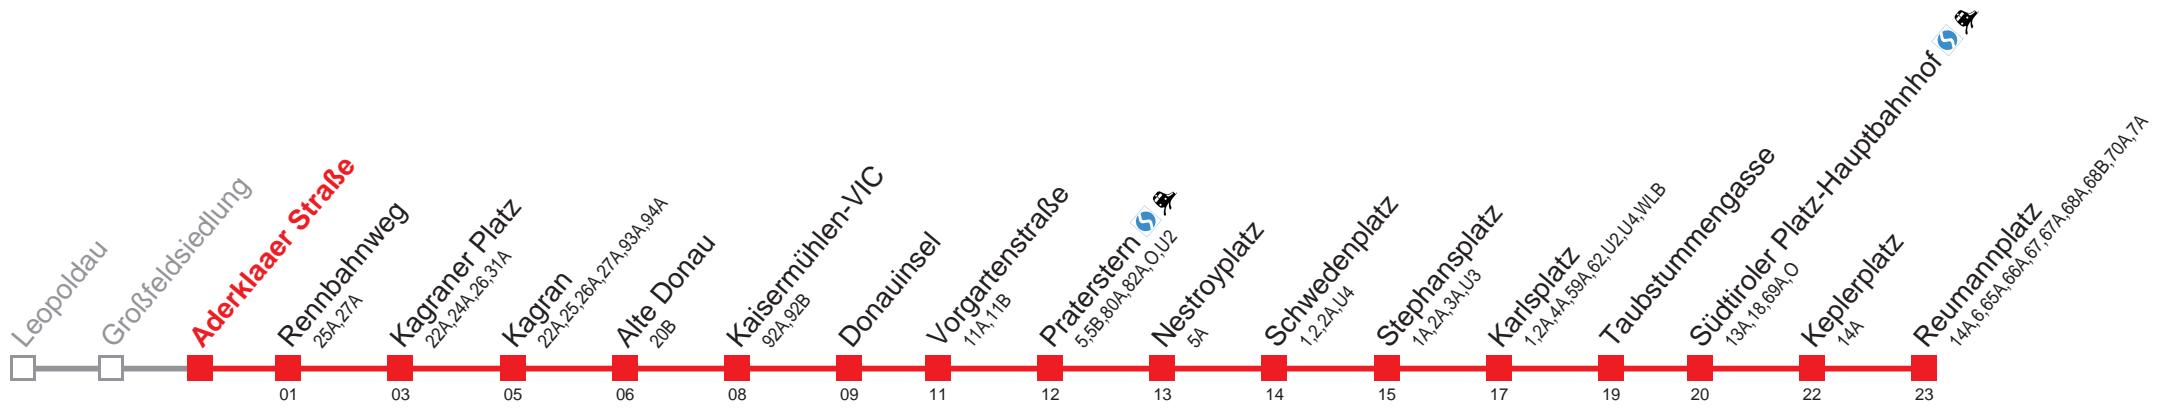 Leopoldau
Großfeldsiedlung
Aderklaaer Straße
Rennbahnweg
25A,27A
Kagraner Platz
22A,24A,26,31A
Kagran
22A,25,26A,27A,93A,94A
Alte Donau
20B
Kaisermühlen-VIC
92A,92B
Donauinsel
Vorgartenstraße
11A,11B
Praterstern
5,5B,80A,82A,O,U2
Nestroyplatz
5A
Schwedenplatz
1,2,2A,U4
Stephansplatz
1A,2A,3A,U3
Karlsplatz
1,2A,4A,59A,62,U2,U4,WLB
Taubstummengasse
Südtiroler Platz-Hauptbahnhof
13A,18,69A,O
Keplerplatz
14A
Reumannplatz
14A,6,65A,66A,67,67A,68A,68B,70A,7A
01 03 05 06 08 09 11 12 13 14 15 17 19 20 22 23